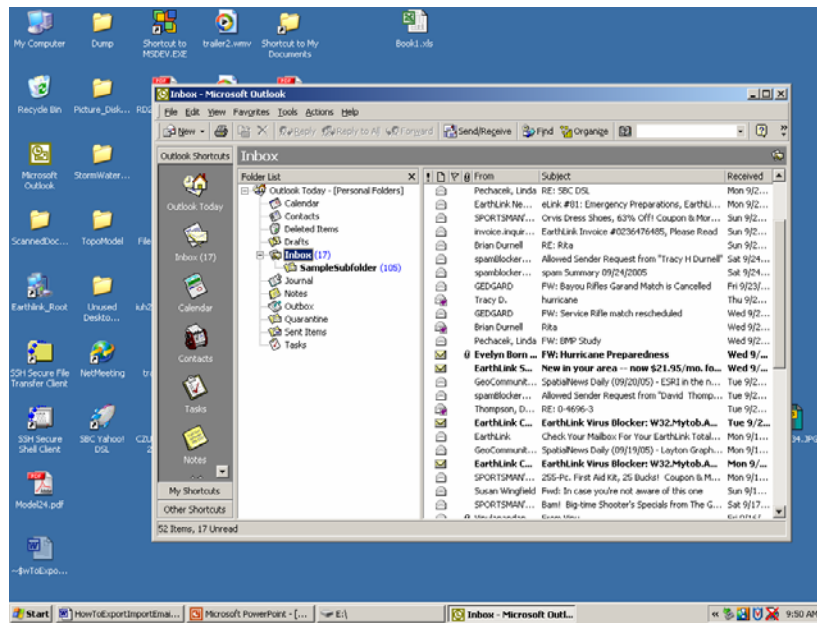 My Computer
Dump
Shortcut to MSDEV.EXE
trailer2.wmv
Shortcut to My Documents
Book1.xls
Recycle Bin
Picture_Disk...
Microsoft Outlook
StormWater...
ScannedDoc...
TopoModel
Earthlink_Root
Unused Deskto...
SSH Secure File Transfer Client
NetMeeting
SSH Secure Shell Client
SBC Yahoo! DSL
Model24.pdf
~$wToExpo...
Inbox - Microsoft Outlook
File Edit View Favorites Tools Actions Help
New Reply Reply to All Forward Send/Receive Find Organize
Outlook Shortcuts
Outlook Today
Inbox (17)
Calendar
Contacts
Tasks
Notes
My Shortcuts
Other Shortcuts
Inbox
Folder List
Outlook Today - [Personal Folders]
Calendar
Contacts
Deleted Items
Drafts
Inbox (17)
SampleSubfolder (105)
Journal
Notes
Outbox
Quarantine
Sent Items
Tasks
From Subject Received
Pechacek, Linda RE: SBC DSL Mon 9/2...
EarthLink Ne... eLink #81: Emergency Preparations, EarthLi... Mon 9/2...
SPORTSMAN'... Orvis Dress Shoes, 63% Off! Coupon & Mor... Sun 9/2...
invoice.inquir... EarthLink Invoice #0236476485, Please Read Sun 9/2...
Brian Durnell RE: Rita Sun 9/2...
spamBlocker... Allowed Sender Request from "Tracy H Durnell" Sat 9/24...
spamblocker... spam Summary 09/24/2005 Sat 9/24...
GEDGARD FW: Bayou Rifles Garand Match is Cancelled Fri 9/23/...
Tracy D. hurricane Thu 9/2...
GEDGARD FW: Service Rifle match rescheduled Wed 9/2...
Brian Durnell Rita Wed 9/2...
Pechacek, Linda FW: BMP Study Wed 9/2...
Evelyn Born ... FW: Hurricane Preparedness Wed 9/...
EarthLink S... New in your area -- now $21.95/mo. fo... Wed 9/...
GeoCommunit... SpatialNews Daily (09/20/05) - ESRI in the n... Tue 9/2...
spamBlocker... Allowed Sender Request from "David Thomp... Tue 9/2...
Thompson, D... RE: 0-4696-3 Tue 9/2...
EarthLink C... EarthLink Virus Blocker: W32.Mytob.A... Tue 9/2...
EarthLink Check Your Mailbox For Your EarthLink Total... Mon 9/1...
GeoCommunit... SpatialNews Daily (09/19/05) - Layton Graph... Mon 9/1...
EarthLink C... EarthLink Virus Blocker: W32.Mytob.A... Mon 9/...
SPORTSMAN'... 255-Pc. First Aid Kit, 25 Bucks! Coupon & M... Mon 9/1...
Susan Wingfield Fwd: In case you're not aware of this one Sun 9/1...
SPORTSMAN'... Bam! Big-time Shooter's Specials from The G... Sat 9/17...
52 Items, 17 Unread
Start HowToExportImportEmai... Microsoft PowerPoint - [... E:\ Inbox - Microsoft Outl... 9:50 AM